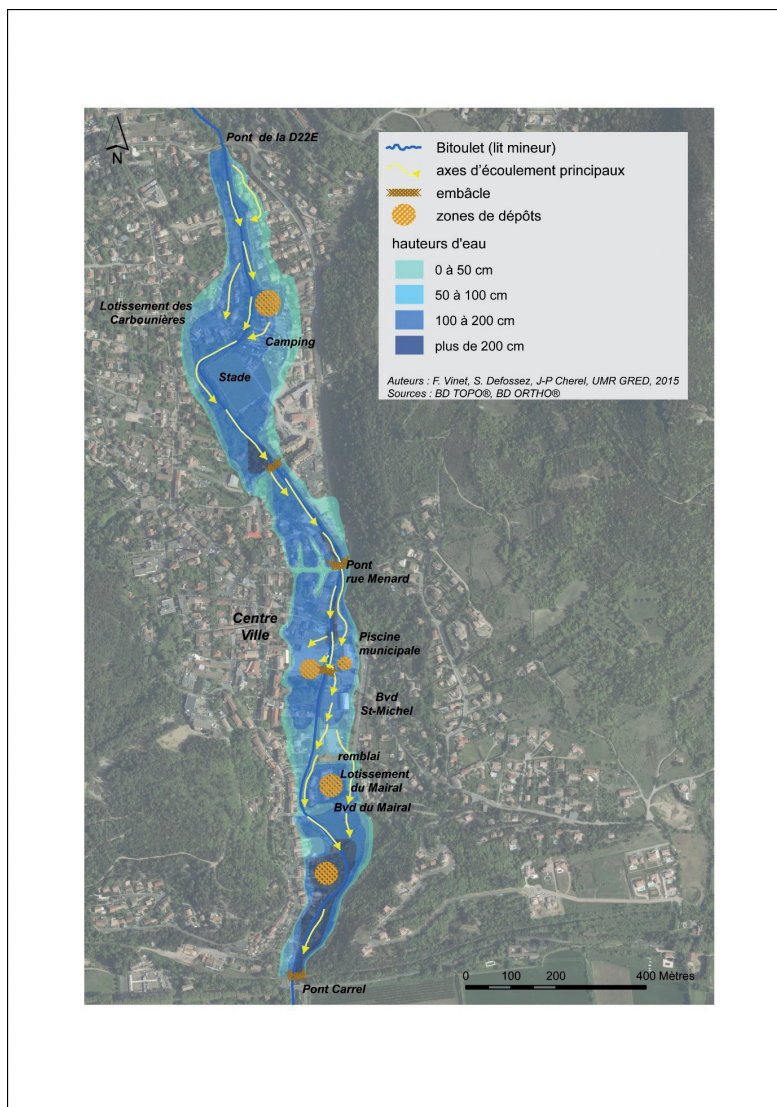 Pont de la D22E
N
Bitoulet (lit mineur)
axes d'écoulement principaux
embâcle
zones de dépôts
hauteurs d'eau
0 à 50 cm
50 à 100 cm
100 à 200 cm
plus de 200 cm
Auteurs : F. Vinet, S. Defossez, J-P Cherel, UMR GRED, 2015
Sources : BD TOPO®, BD ORTHO®
Lotissement des
Carbounières
Camping
Stade
Pont
rue Menard
Centre
Ville
Piscine
municipale
Bvd
St-Michel
remblai
Lotissement
du Mairal
Bvd du Mairal
Pont Carrel
0 100 200 400 Mètres